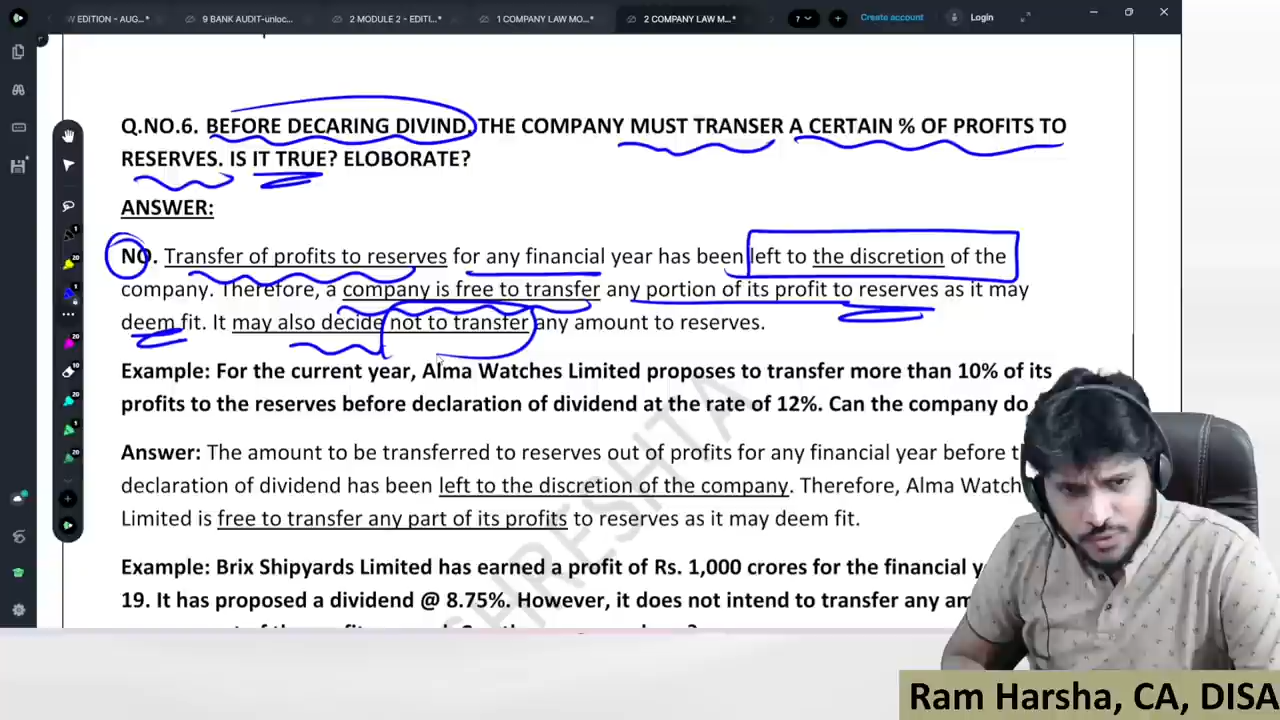 W EDITION - AUG...*
9 BANK AUDIT-unloc...
2 MODULE 2 - EDITI...*
1 COMPANY LAW MO...*
2 COMPANY LAW M...*
7
Create account
Login
Q.NO.6. BEFORE DECARING DIVIND, THE COMPANY MUST TRANSER A CERTAIN % OF PROFITS TO
RESERVES. IS IT TRUE? ELOBORATE?
ANSWER:
NO. Transfer of profits to reserves for any financial year has been left to the discretion of the
company. Therefore, a company is free to transfer any portion of its profit to reserves as it may
deem fit. It may also decide not to transfer any amount to reserves.
Example: For the current year, Alma Watches Limited proposes to transfer more than 10% of its
profits to the reserves before declaration of dividend at the rate of 12%. Can the company do
Answer: The amount to be transferred to reserves out of profits for any financial year before
declaration of dividend has been left to the discretion of the company. Therefore, Alma
Limited is free to transfer any part of its profits to reserves as it may deem fit.
Example: Brix Shipyards Limited has earned a profit of Rs. 1,000 crores for the financial
19. It has proposed a dividend @ 8.75%. However, it does not intend to transfer any
SHRESHTA
Ram Harsha, CA, DISA